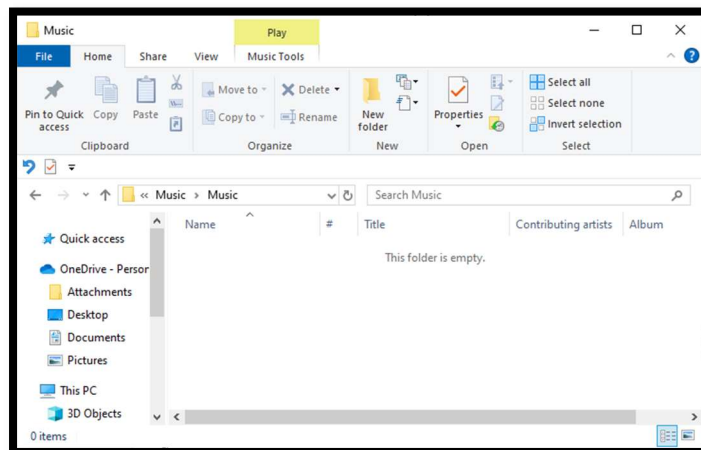 Music
Play
File Home Share View Music Tools
Pin to Quick access
Copy
Paste
Move to
Copy to
Delete
Rename
New folder
Properties
Select all
Select none
Invert selection
Clipboard Organize New Open Select
« Music › Music
Search Music
Name # Title Contributing artists Album
This folder is empty.
Quick access
OneDrive - Person
Attachments
Desktop
Documents
Pictures
This PC
3D Objects
0 items